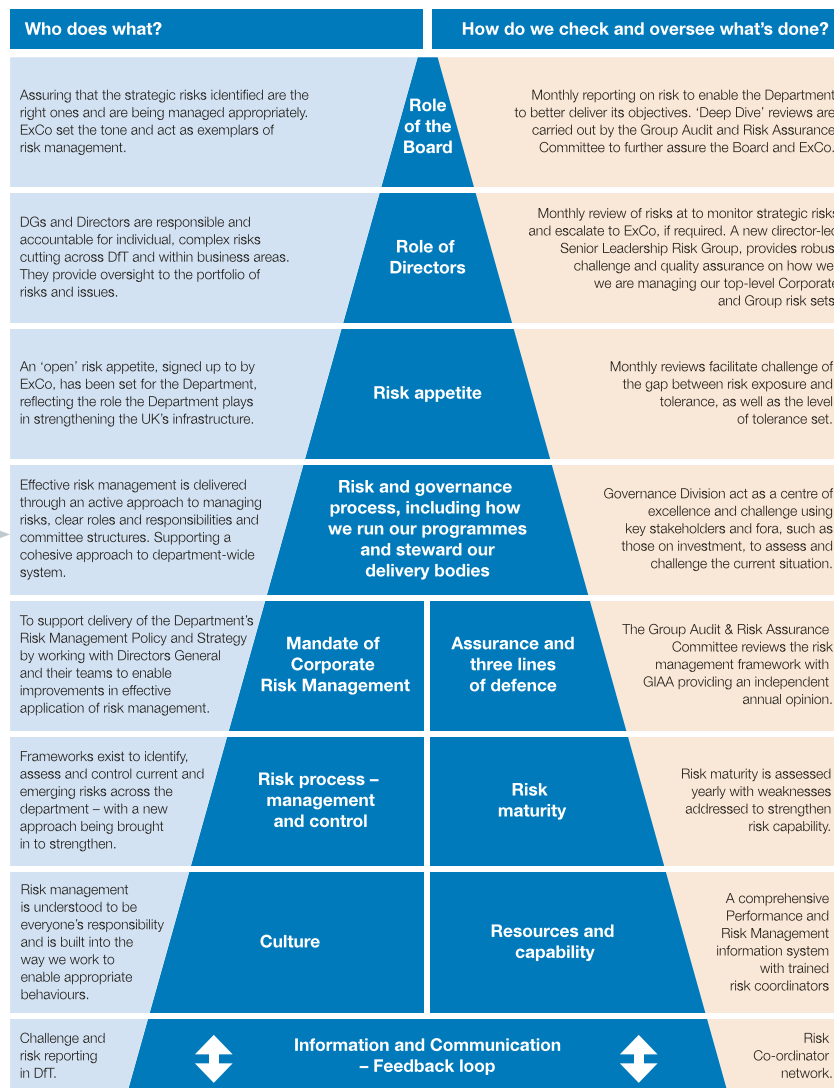 Who does what?
How do we check and oversee what's done?
Assuring that the strategic risks identified are the
right ones and are being managed appropriately.
ExCo set the tone and act as exemplars of
risk management.
Role
of the
Board
Monthly reporting on risk to enable the Department
to better deliver its objectives. ‘Deep Dive’ reviews are
carried out by the Group Audit and Risk Assurance
Committee to further assure the Board and ExCo.
DGs and Directors are responsible and
accountable for individual, complex risks
cutting across DfT and within business areas.
They provide oversight to the portfolio of
risks and issues.
Role of
Directors
Monthly review of risks at to monitor strategic risks
and escalate to ExCo, if required. A new director-led
Senior Leadership Risk Group, provides robus
challenge and quality assurance on how we
we are managing our top-level Corporate
and Group risk sets
An ‘open’ risk appetite, signed up to by
ExCo, has been set for the Department,
reflecting the role the Department plays
in strengthening the UK’s infrastructure.
Risk appetite
Monthly reviews facilitate challenge of
the gap between risk exposure and
tolerance, as well as the level
of tolerance set.
Effective risk management is delivered
through an active approach to managing
risks, clear roles and responsibilities and
committee structures. Supporting a
cohesive approach to department-wide
system.
Risk and governance
process, including how
we run our programmes
and steward our
delivery bodies
Governance Division act as a centre of
excellence and challenge using
key stakeholders and fora, such as
those on investment, to assess and
challenge the current situation.
To support delivery of the Department’s
Risk Management Policy and Strategy
by working with Directors General
and their teams to enable
improvements in effective
application of risk management.
Mandate of
Corporate
Risk Management
Assurance and
three lines
of defence
The Group Audit & Risk Assurance
Committee reviews the risk
management framework with
GIAA providing an independent
annual opinion.
Frameworks exist to identify,
assess and control current and
emerging risks across the
department – with a new
approach being brought
in to strengthen.
Risk process –
management
and control
Risk
maturity
Risk maturity is assessed
yearly with weaknesses
addressed to strengthen
risk capability.
Risk management
is understood to be
everyone’s responsibility
and is built into the
way we work to
enable appropriate
behaviours.
Culture
Resources and
capability
A comprehensive
Performance and
Risk Management
information system
with trained
risk coordinators
Challenge and
risk reporting
in DfT.
Information and Communication
– Feedback loop
Risk
Co-ordinator
network.